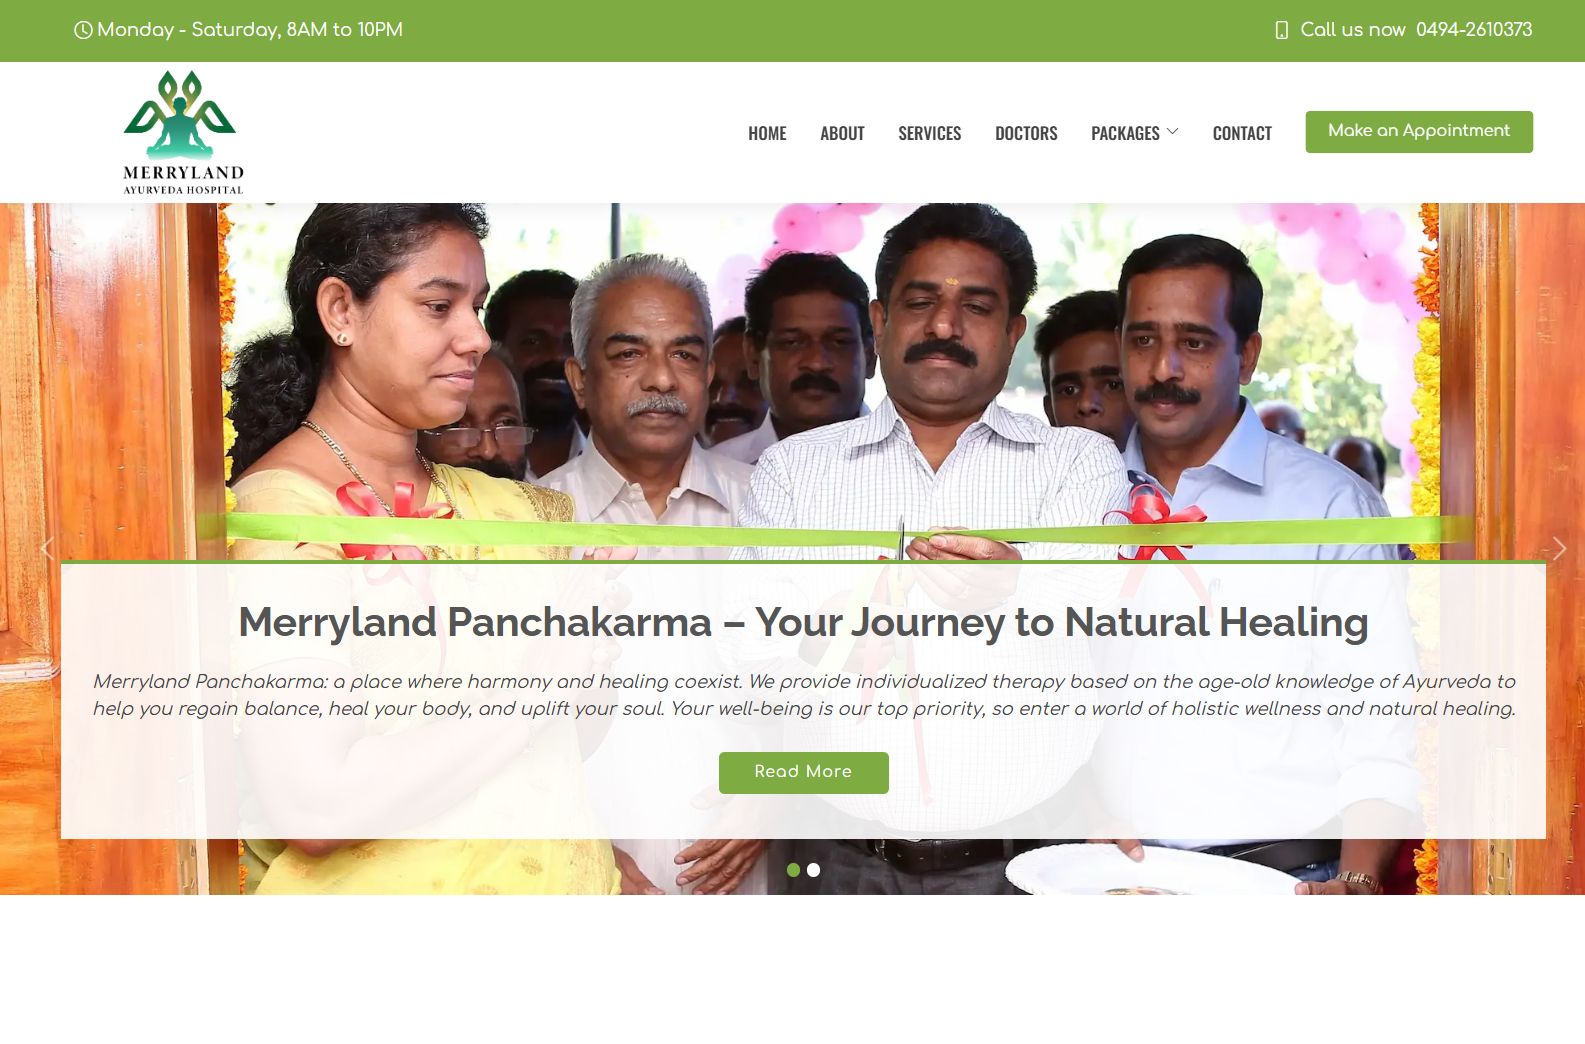 Monday - Saturday, 8AM to 10PM
Call us now 0494-2610373
MERRYLAND
AYURVEDA HOSPITAL
HOME
ABOUT
SERVICES
DOCTORS
PACKAGES
CONTACT
Make an Appointment
Merryland Panchakarma – Your Journey to Natural Healing
Merryland Panchakarma: a place where harmony and healing coexist. We provide individualized therapy based on the age-old knowledge of Ayurveda to
help you regain balance, heal your body, and uplift your soul. Your well-being is our top priority, so enter a world of holistic wellness and natural healing.
Read More